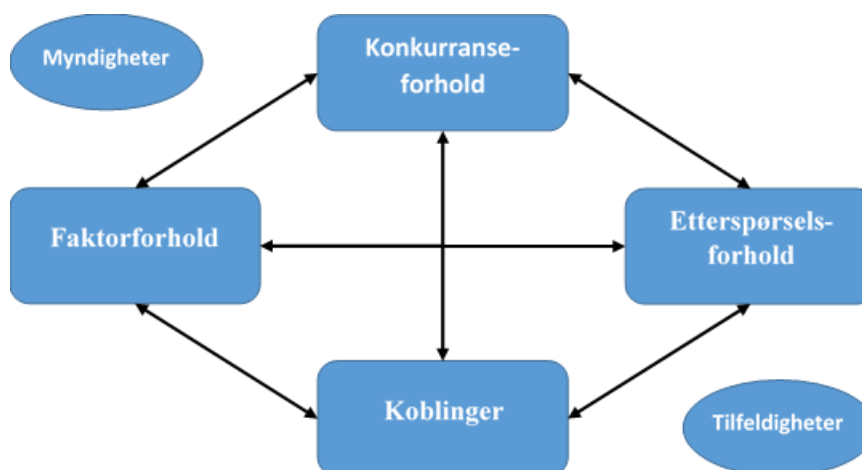 Myndigheter
Konkurranse-
forhold
Faktorforhold
Etterspørsels-
forhold
Koblinger
Tilfeldigheter